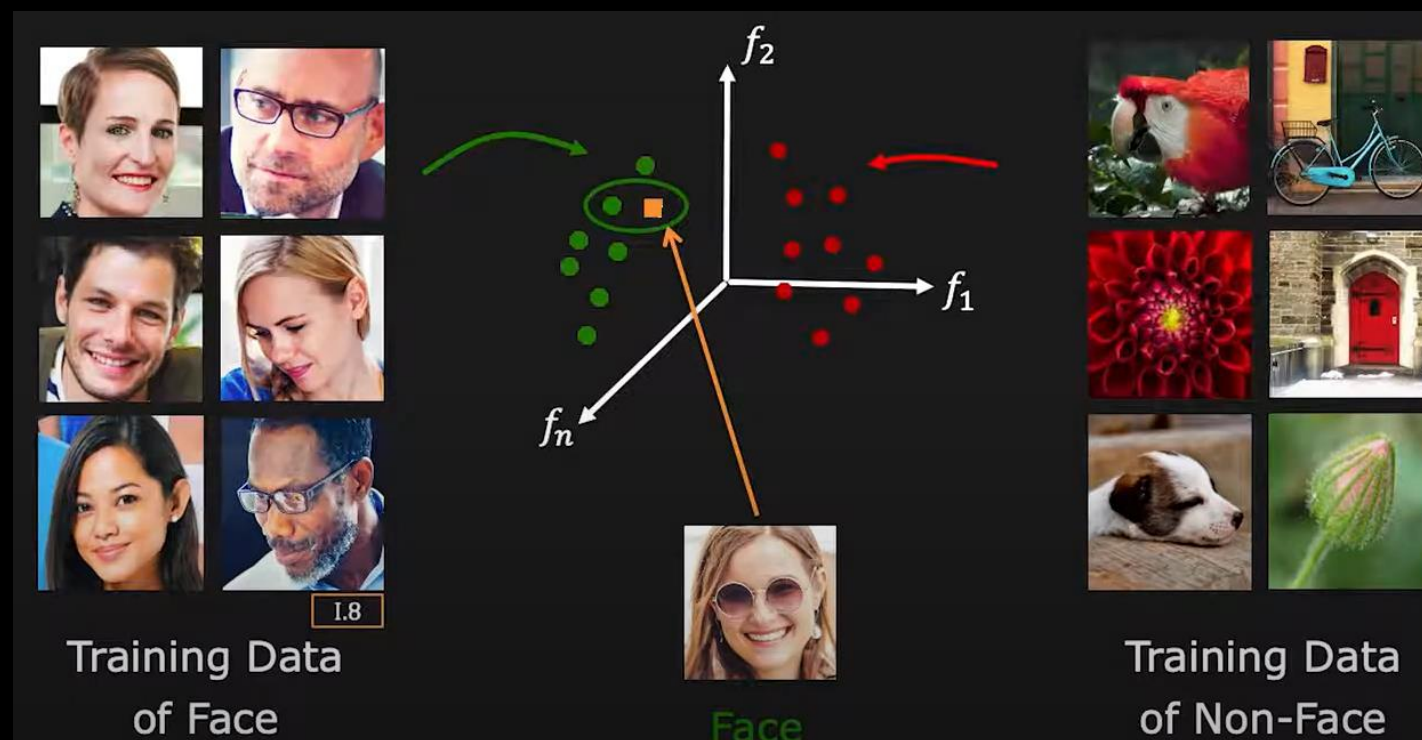 f₂
f₁
fₙ
I.8
Training Data
of Face
Face
Training Data
of Non-Face